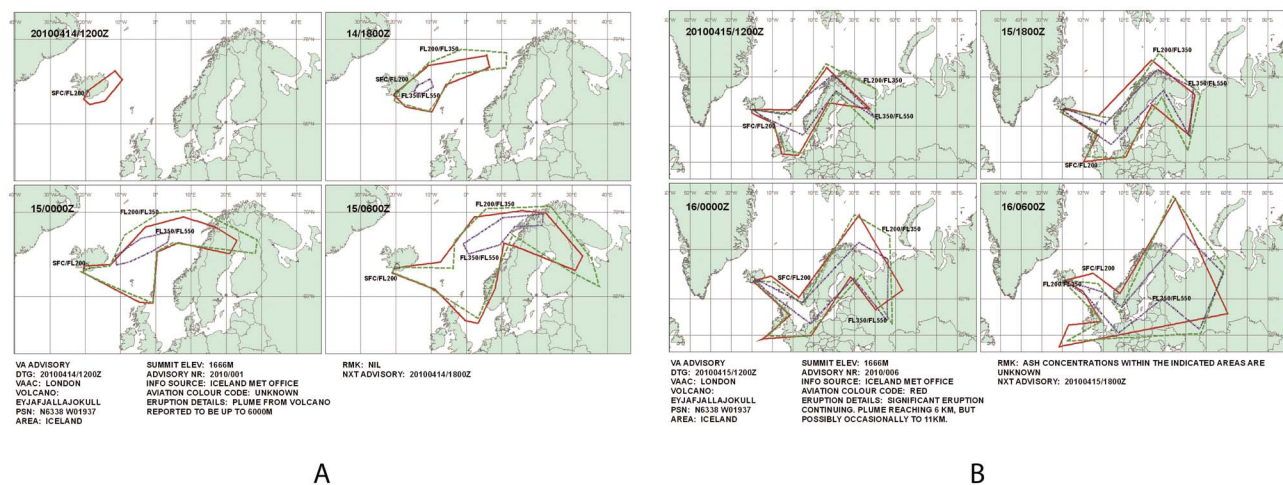 20100414/1200Z
SFC/FL200
14/1800Z
FL200/FL350
SFC/FL200
FL350/FL550
15/0000Z
FL200/FL350
FL350/FL550
SFC/FL200
15/0600Z
FL200/FL350
FL350/FL550
SFC/FL200
VA ADVISORY
DTG: 20100414/1200Z
VAAC: LONDON
VOLCANO:
EYJAFJALLAJOKULL
PSN: N6338 W01937
AREA: ICELAND
SUMMIT ELEV: 1666M
ADVISORY NR: 2010/001
INFO SOURCE: ICELAND MET OFFICE
AVIATION COLOUR CODE: UNKNOWN
ERUPTION DETAILS: PLUME FROM VOLCANO
REPORTED TO BE UP TO 6000M
RMK: NIL
NXT ADVISORY: 20100414/1800Z
A
20100415/1200Z
FL200/FL350
FL350/FL550
SFC/FL200
15/1800Z
FL200/FL350
FL350/FL550
SFC/FL200
16/0000Z
FL200/FL350
SFC/FL200
FL350/FL550
16/0600Z
SFC/FL200
FL200/FL350
FL350/FL550
VA ADVISORY
DTG: 20100415/1200Z
VAAC: LONDON
VOLCANO:
EYJAFJALLAJOKULL
PSN: N6338 W01937
AREA: ICELAND
SUMMIT ELEV: 1666M
ADVISORY NR: 2010/006
INFO SOURCE: ICELAND MET OFFICE
AVIATION COLOUR CODE: RED
ERUPTION DETAILS: SIGNIFICANT ERUPTION
CONTINUING. PLUME REACHING 6 KM, BUT
POSSIBLY OCCASIONALLY TO 11KM.
RMK: ASH CONCENTRATIONS WITHIN THE INDICATED AREAS ARE
UNKNOWN
NXT ADVISORY: 20100415/1800Z
B